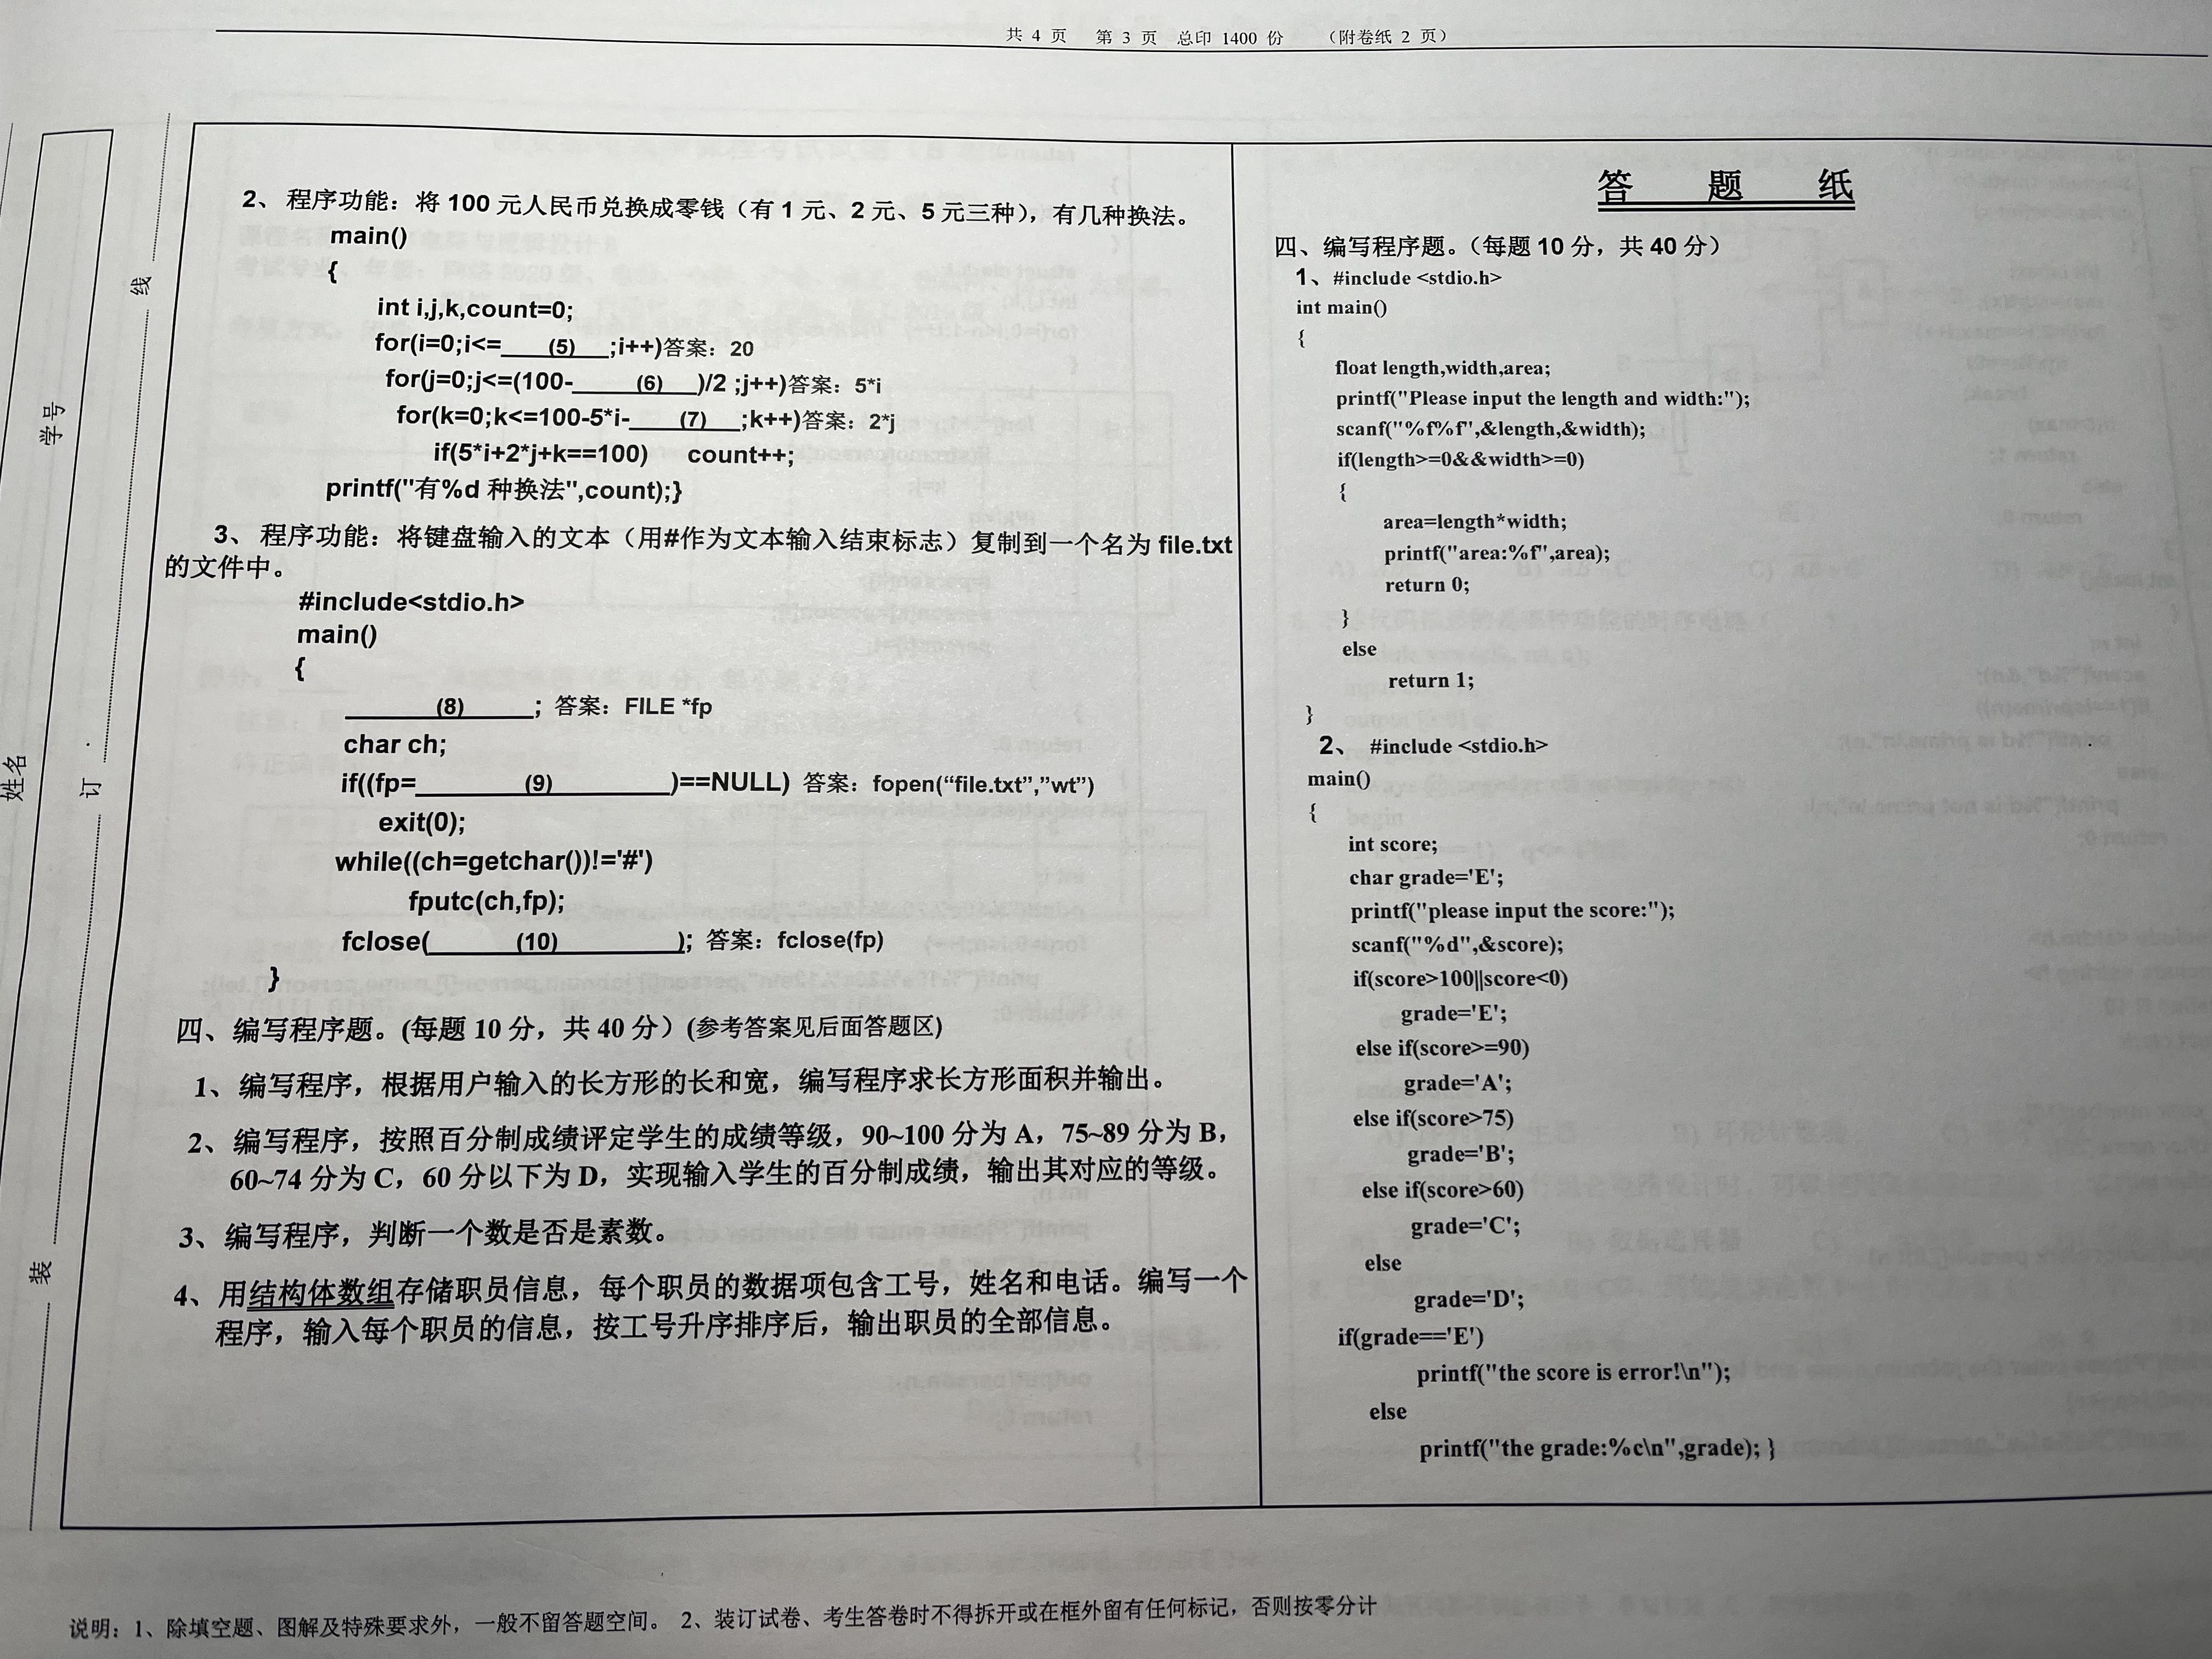 共 4 页 第 3 页 总印 1400 份 （附卷纸 2 页）
线
学号
订
姓名
装
2、 程序功能：将 100 元人民币兑换成零钱（有 1 元、2 元、5 元三种），有几种换法。
main()
{
int i,j,k,count=0;
for(i=0;i<=___(5)___;i++)答案：20
for(j=0;j<=(100-_____(6)___)/2 ;j++)答案：5*i
for(k=0;k<=100-5*i-____(7)___;k++)答案：2*j
if(5*i+2*j+k==100) count++;
printf("有%d 种换法",count);}
3、 程序功能：将键盘输入的文本（用#作为文本输入结束标志）复制到一个名为 file.txt
的文件中。
#include<stdio.h>
main()
{
_______(8)______; 答案：FILE *fp
char ch;
if((fp=________(9)__________)==NULL) 答案：fopen(“file.txt”,”wt”)
exit(0);
while((ch=getchar())!='#')
fputc(ch,fp);
fclose(______(10)________); 答案：fclose(fp)
}
四、编写程序题。(每题 10 分，共 40 分）(参考答案见后面答题区)
1、编写程序，根据用户输入的长方形的长和宽，编写程序求长方形面积并输出。
2、编写程序，按照百分制成绩评定学生的成绩等级，90~100 分为 A，75~89 分为 B，
60~74 分为 C，60 分以下为 D，实现输入学生的百分制成绩，输出其对应的等级。
3、编写程序，判断一个数是否是素数。
4、用结构体数组存储职员信息，每个职员的数据项包含工号，姓名和电话。编写一个
程序，输入每个职员的信息，按工号升序排序后，输出职员的全部信息。
答 题 纸
四、编写程序题。（每题 10 分，共 40 分）
1、#include <stdio.h>
int main()
{
float length,width,area;
printf("Please input the length and width:");
scanf("%f%f",&length,&width);
if(length>=0&&width>=0)
{
area=length*width;
printf("area:%f",area);
return 0;
}
else
return 1;
}
2、 #include <stdio.h>
main()
{
int score;
char grade='E';
printf("please input the score:");
scanf("%d",&score);
if(score>100||score<0)
grade='E';
else if(score>=90)
grade='A';
else if(score>75)
grade='B';
else if(score>60)
grade='C';
else
grade='D';
if(grade=='E')
printf("the score is error!\n");
else
printf("the grade:%c\n",grade); }
说明：1、除填空题、图解及特殊要求外，一般不留答题空间。 2、装订试卷、考生答卷时不得拆开或在框外留有任何标记，否则按零分计